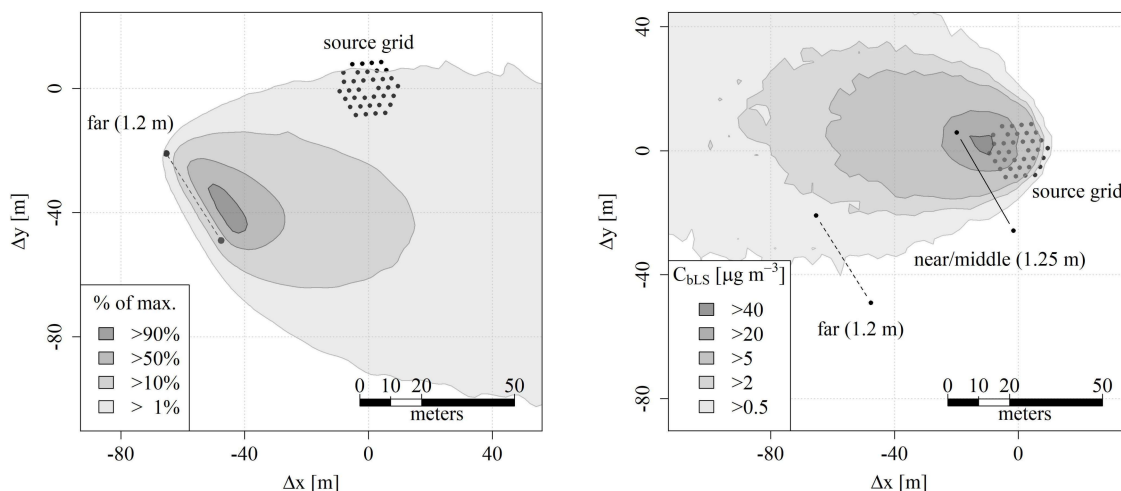 source grid
far (1.2 m)
0
-40
-80
Δy [m]
% of max.
>90%
>50%
>10%
> 1%
0 10 20 50
meters
-80 -40 0 40
Δx [m]
40
0
-40
-80
Δy [m]
source grid
near/middle (1.25 m)
far (1.2 m)
C_bLS [µg m⁻³]
>40
>20
>5
>2
>0.5
0 10 20 50
meters
-80 -40 0
Δx [m]